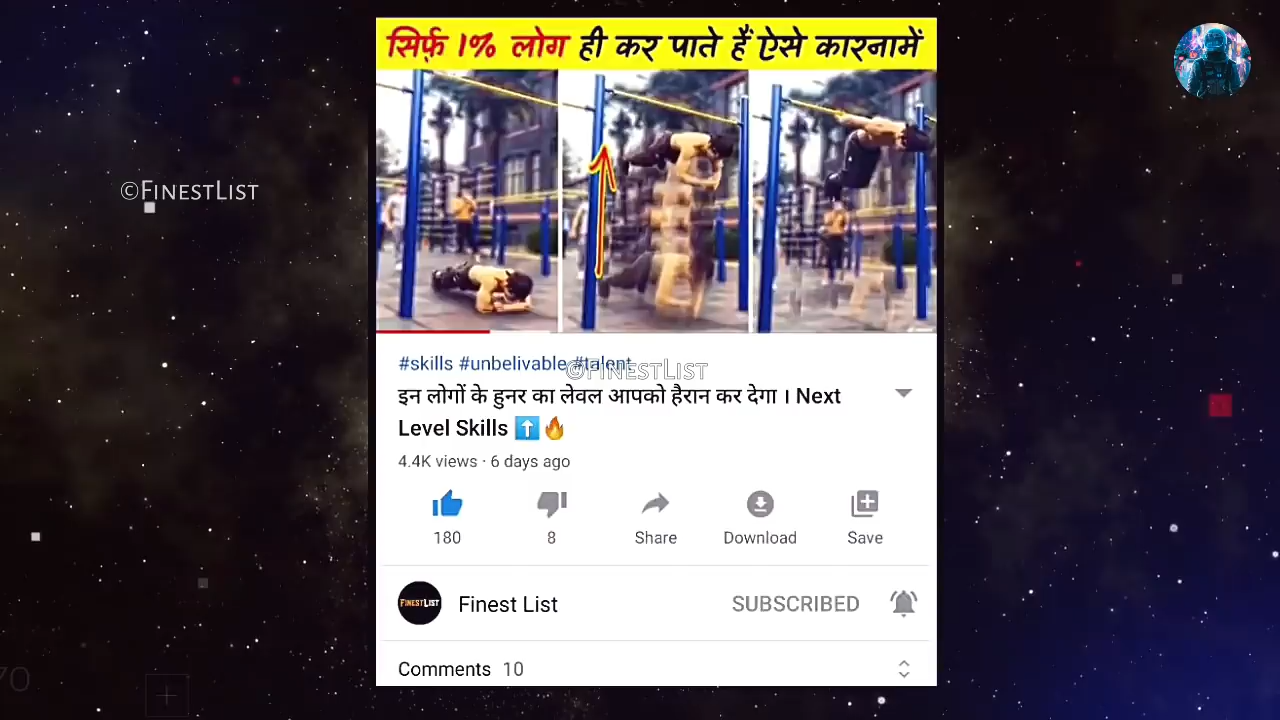 सिर्फ़ 1% लोग ही कर पाते हैं ऐसे कारनामें
©FinestList
#skills #unbelivable #talent
©FinestList
इन लोगों के हुनर का लेवल आपको हैरान कर देगा । Next
Level Skills ⬆️🔥
4.4K views · 6 days ago
180
8
Share
Download
Save
FinestList
Finest List
SUBSCRIBED
Comments 10
70